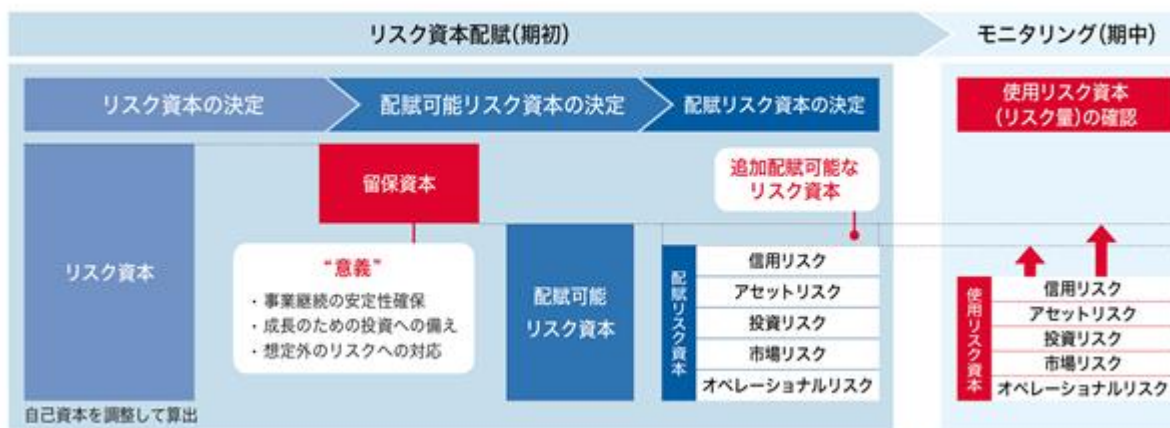 リスク資本配賦(期初)
モニタリング(期中)
リスク資本の決定
配賦可能リスク資本の決定
配賦リスク資本の決定
使用リスク資本
(リスク量)の確認
リスク資本
自己資本を調整して算出
留保資本
“意義”
・事業継続の安定性確保
・成長のための投資への備え
・想定外のリスクへの対応
配賦可能
リスク資本
追加配賦可能な
リスク資本
配賦リスク資本
信用リスク
アセットリスク
投資リスク
市場リスク
オペレーショナルリスク
使用リスク資本
信用リスク
アセットリスク
投資リスク
市場リスク
オペレーショナルリスク